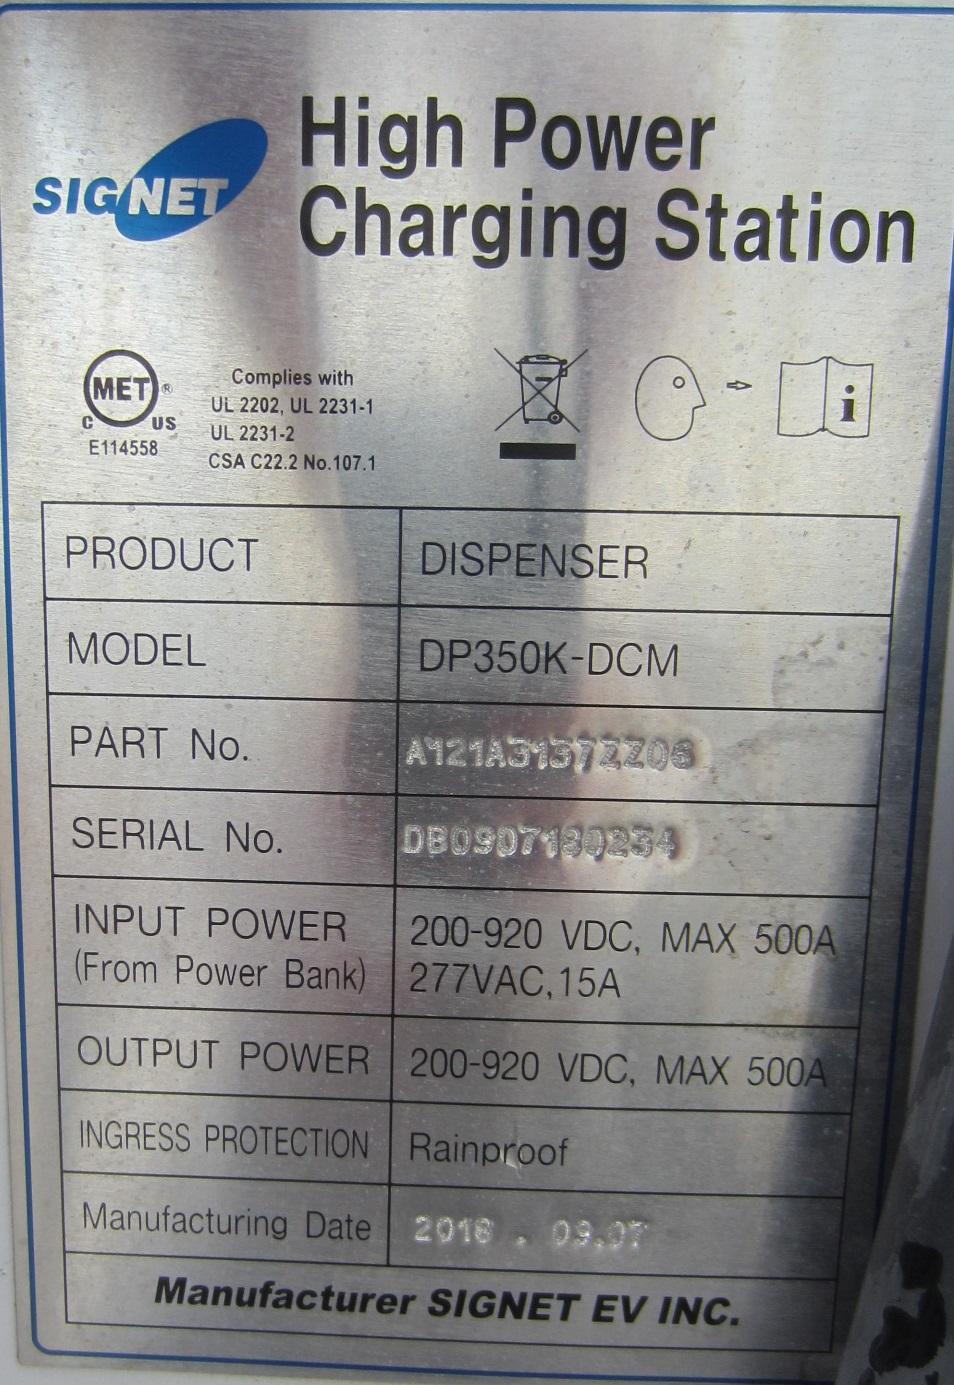 SIGNET
High Power
Charging Station
MET®
C US
E114558
Complies with
UL 2202, UL 2231-1
UL 2231-2
CSA C22.2 No.107.1
i
PRODUCT DISPENSER
MODEL DP350K-DCM
PART No. A121A3137ZZ06
SERIAL No. DB0907180234
INPUT POWER 200-920 VDC, MAX 500A
(From Power Bank) 277VAC,15A
OUTPUT POWER 200-920 VDC, MAX 500A
INGRESS PROTECTION Rainproof
Manufacturing Date 2018 . 09.07
Manufacturer SIGNET EV INC.